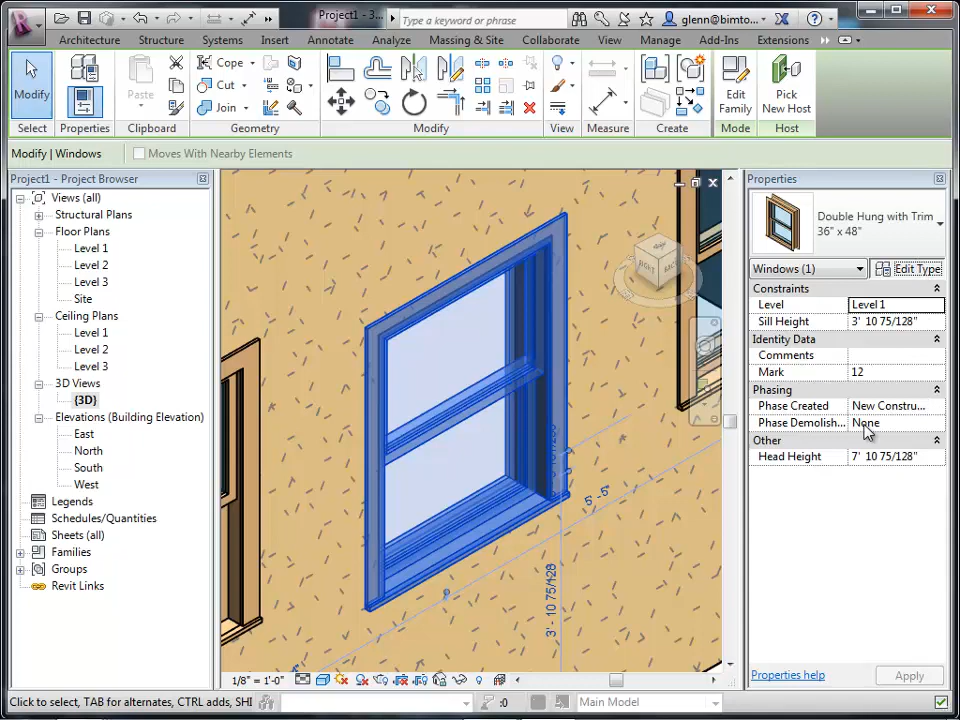 Project1 - 3...
Type a keyword or phrase
glenn@bimto...
Architecture Structure Systems Insert Annotate Analyze Massing & Site Collaborate View Manage Add-Ins Extensions
Modify
Paste
Cope
Cut
Join
Edit
Family
Pick
New Host
Select Properties Clipboard Geometry Modify View Measure Create Mode Host
Modify | Windows
Moves With Nearby Elements
Project1 - Project Browser
Views (all)
Structural Plans
Floor Plans
Level 1
Level 2
Level 3
Site
Ceiling Plans
Level 1
Level 2
Level 3
3D Views
{3D}
Elevations (Building Elevation)
East
North
South
West
Legends
Schedules/Quantities
Sheets (all)
Families
Groups
Revit Links
5' -5"
3' - 10 75/128
Properties
Double Hung with Trim
36" x 48"
Windows (1)
Edit Type
Constraints
Level Level 1
Sill Height 3' 10 75/128"
Identity Data
Comments
Mark 12
Phasing
Phase Created New Constru...
Phase Demolish... None
Other
Head Height 7' 10 75/128"
Properties help
Apply
1/8" = 1'-0"
Click to select, TAB for alternates, CTRL adds, SHI
:0
Main Model